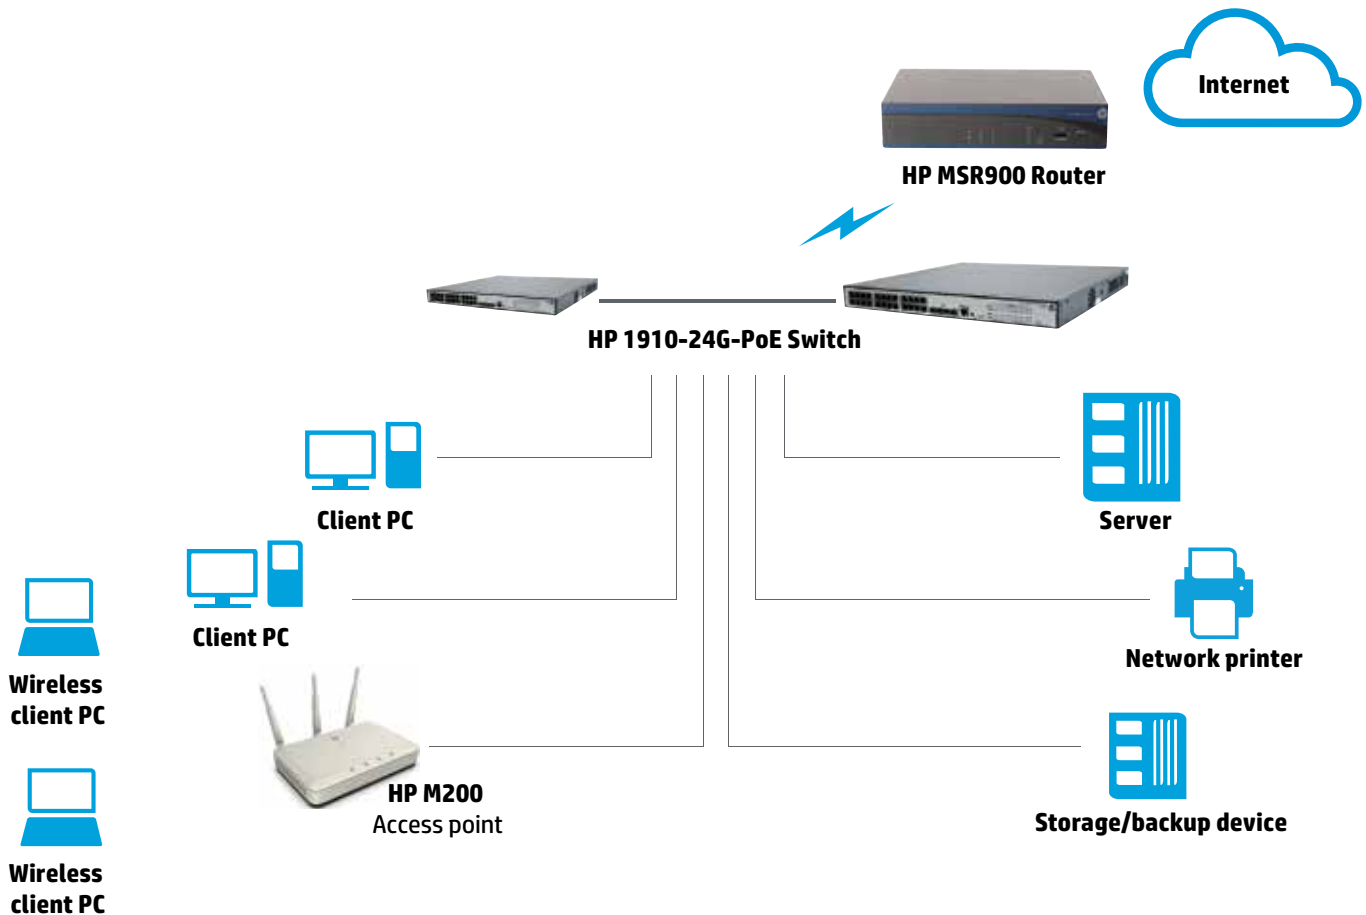 Internet
HP MSR900 Router
HP 1910-24G-PoE Switch
Client PC
Server
Client PC
Network printer
Wireless
client PC
HP M200
Access point
Storage/backup device
Wireless
client PC